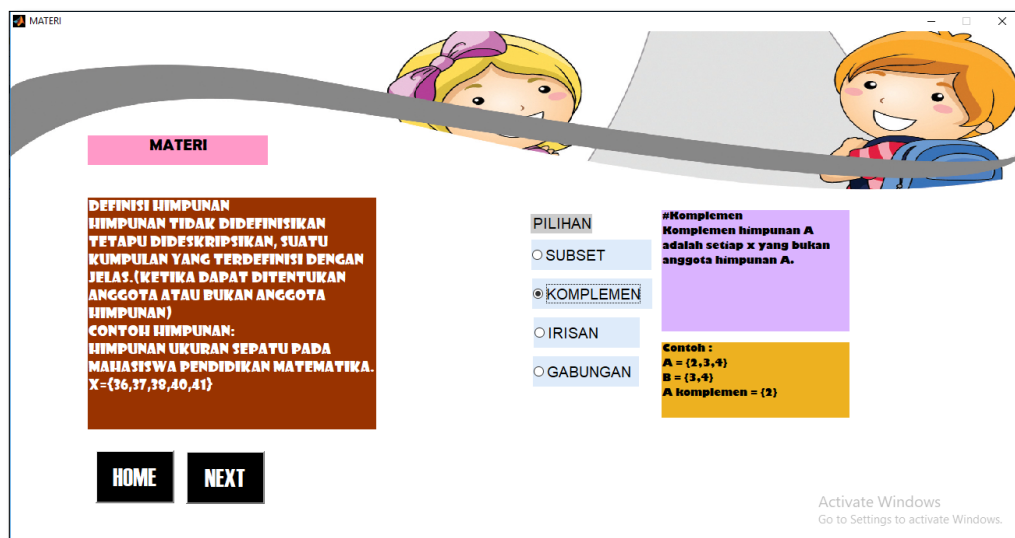 MATERI
MATERI
DEFINISI HIMPUNAN
HIMPUNAN TIDAK DIDEFINISIKAN
TETAPU DIDESKRIPSIKAN, SUATU
KUMPULAN YANG TERDEFINISI DENGAN
JELAS.(KETIKA DAPAT DITENTUKAN
ANGGOTA ATAU BUKAN ANGGOTA
HIMPUNAN)
CONTOH HIMPUNAN:
HIMPUNAN UKURAN SEPATU PADA
MAHASISWA PENDIDIKAN MATEMATIKA.
X={36,37,38,40,41}
HOME
NEXT
PILIHAN
SUBSET
KOMPLEMEN
IRISAN
GABUNGAN
#Komplemen
Komplemen himpunan A
adalah setiap x yang bukan
anggota himpunan A.
Contoh :
A = {2,3,4}
B = {3,4}
A komplemen = {2}
Activate Windows
Go to Settings to activate Windows.